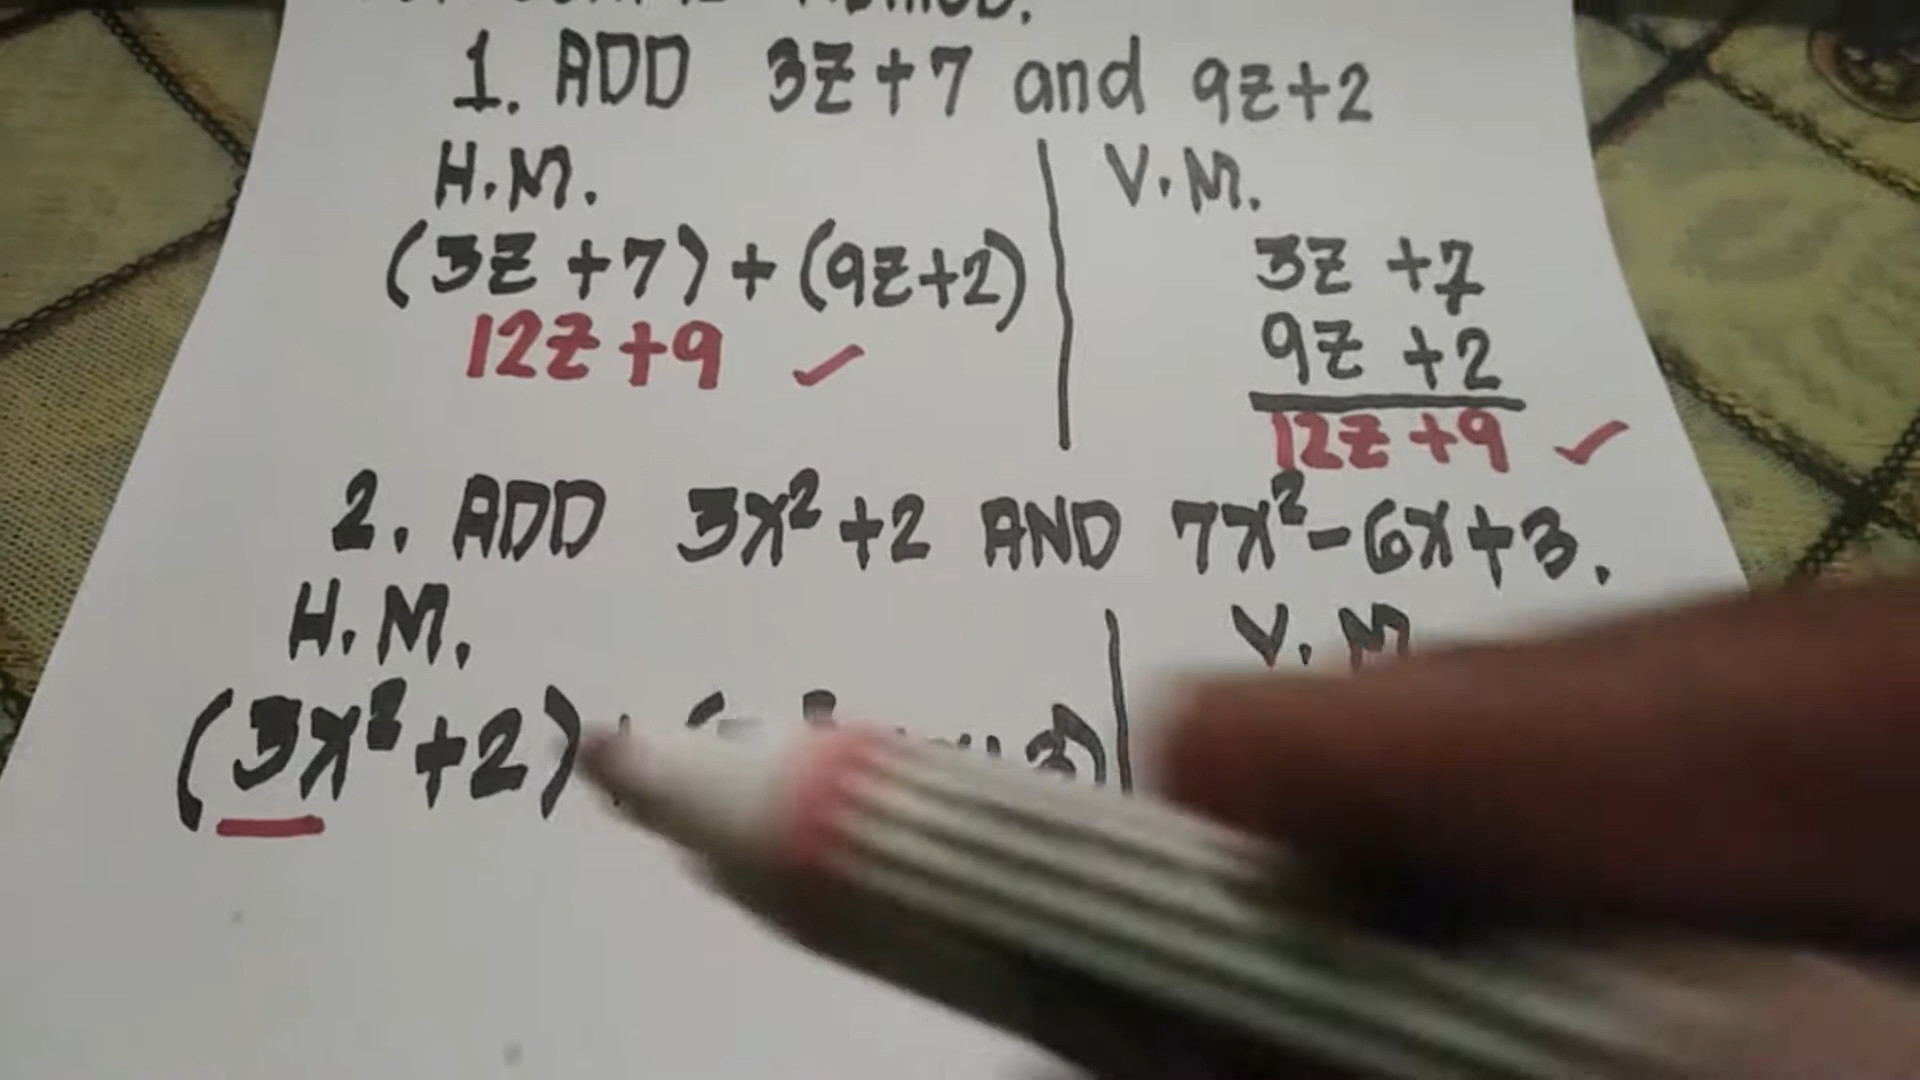 1. ADD 3Z+7 and 9Z+2
H.M.
V.M.
(3Z+7)+(9Z+2)
12Z+9 ✓
3Z +7
9Z +2
12Z+9 ✓
2. ADD 3x²+2 AND 7x²-6x+3.
H.M.
V.M
(3x²+2)
3)